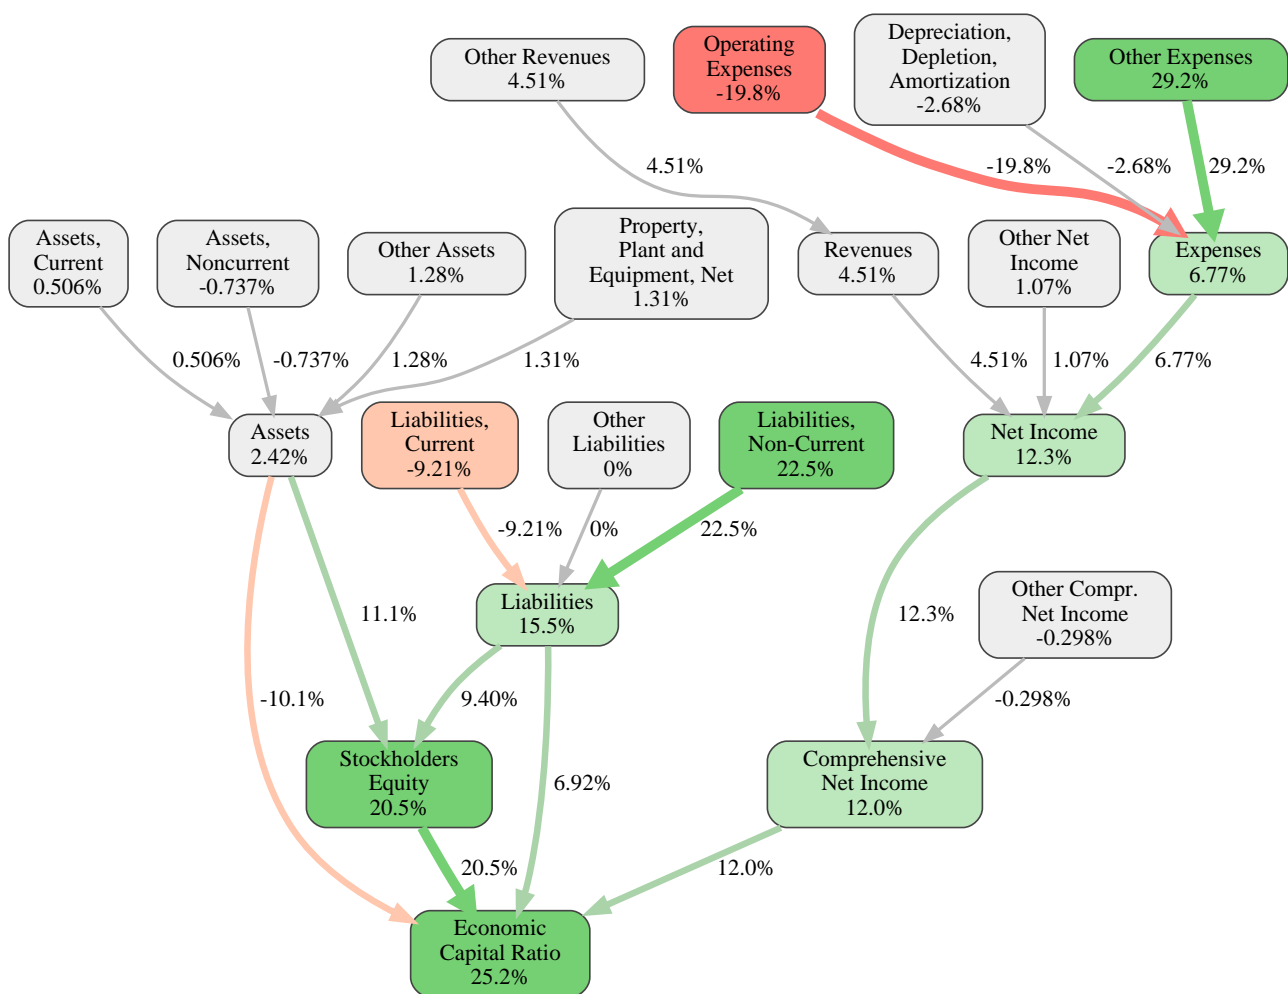 Other Revenues
4.51%
Operating
Expenses
-19.8%
Depreciation,
Depletion,
Amortization
-2.68%
Other Expenses
29.2%
4.51%
-19.8%
-2.68%
29.2%
Assets,
Current
0.506%
Assets,
Noncurrent
-0.737%
Other Assets
1.28%
Property,
Plant and
Equipment, Net
1.31%
Revenues
4.51%
Other Net
Income
1.07%
Expenses
6.77%
0.506%
-0.737%
1.28%
1.31%
4.51%
1.07%
6.77%
Assets
2.42%
Liabilities,
Current
-9.21%
Other
Liabilities
0%
Liabilities,
Non-Current
22.5%
Net Income
12.3%
-9.21%
0%
22.5%
Liabilities
15.5%
Other Compr.
Net Income
-0.298%
11.1%
12.3%
-10.1%
9.40%
-0.298%
Stockholders
Equity
20.5%
6.92%
Comprehensive
Net Income
12.0%
20.5%
12.0%
Economic
Capital Ratio
25.2%